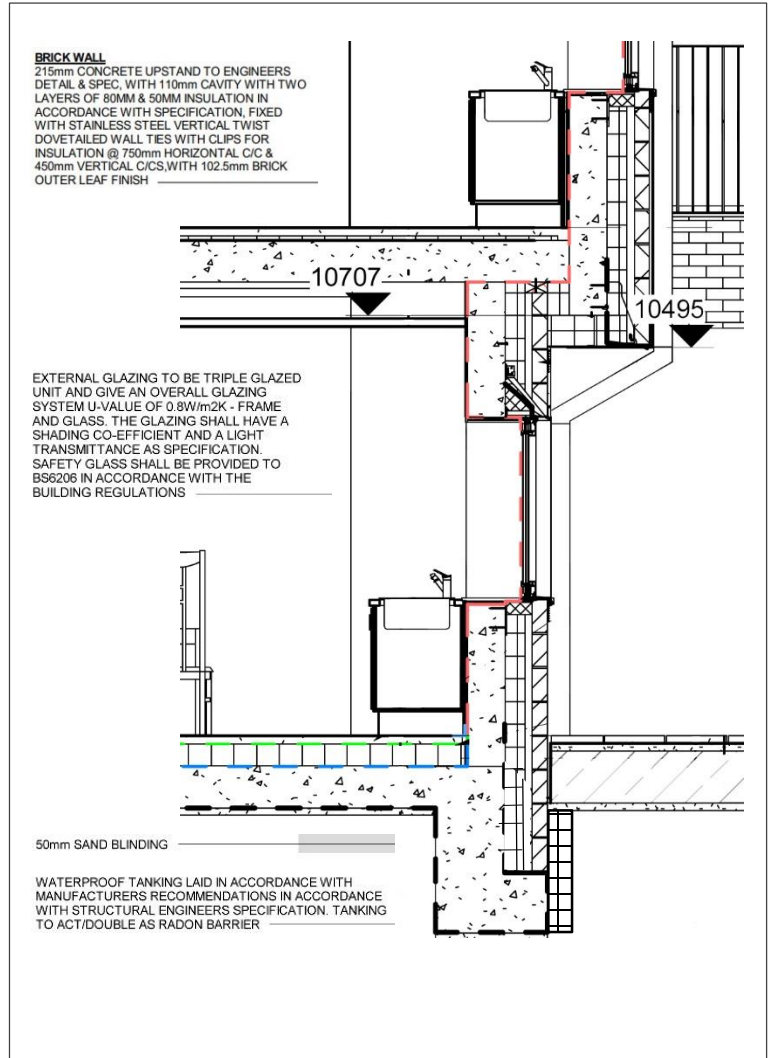 BRICK WALL
215mm CONCRETE UPSTAND TO ENGINEERS
DETAIL & SPEC, WITH 110mm CAVITY WITH TWO
LAYERS OF 80MM & 50MM INSULATION IN
ACCORDANCE WITH SPECIFICATION, FIXED
WITH STAINLESS STEEL VERTICAL TWIST
DOVETAILED WALL TIES WITH CLIPS FOR
INSULATION @ 750mm HORIZONTAL C/C &
450mm VERTICAL C/CS,WITH 102.5mm BRICK
OUTER LEAF FINISH
10707
10495
EXTERNAL GLAZING TO BE TRIPLE GLAZED
UNIT AND GIVE AN OVERALL GLAZING
SYSTEM U-VALUE OF 0.8W/m2K - FRAME
AND GLASS. THE GLAZING SHALL HAVE A
SHADING CO-EFFICIENT AND A LIGHT
TRANSMITTANCE AS SPECIFICATION.
SAFETY GLASS SHALL BE PROVIDED TO
BS6206 IN ACCORDANCE WITH THE
BUILDING REGULATIONS
50mm SAND BLINDING
WATERPROOF TANKING LAID IN ACCORDANCE WITH
MANUFACTURERS RECOMMENDATIONS IN ACCORDANCE
WITH STRUCTURAL ENGINEERS SPECIFICATION. TANKING
TO ACT/DOUBLE AS RADON BARRIER